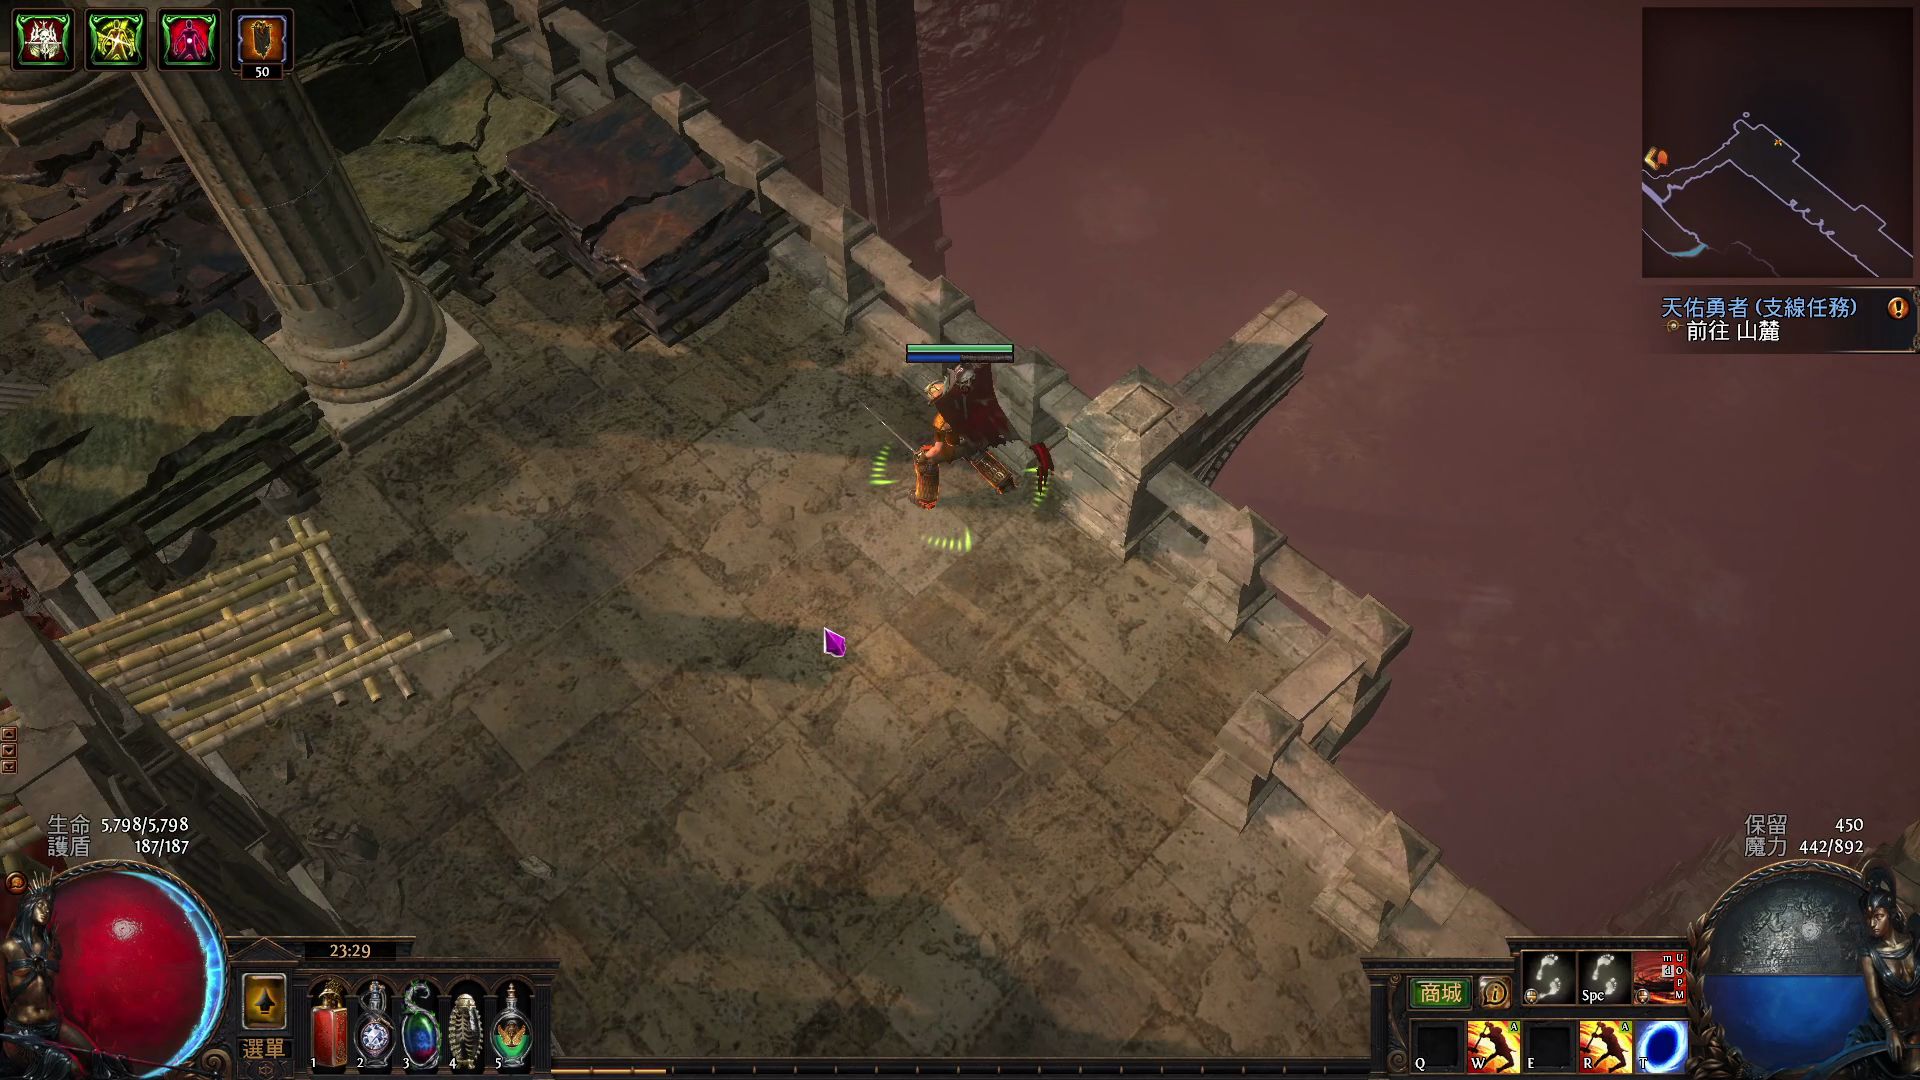 50
天佑勇者 (支線任務)
前往 山麓
生命 5,798/5,798
護盾 187/187
保留 450
魔力 442/892
23:29
選單
1 2 3 4 5
商城
Spc
m U
d O
P
M
Q W A E R A T